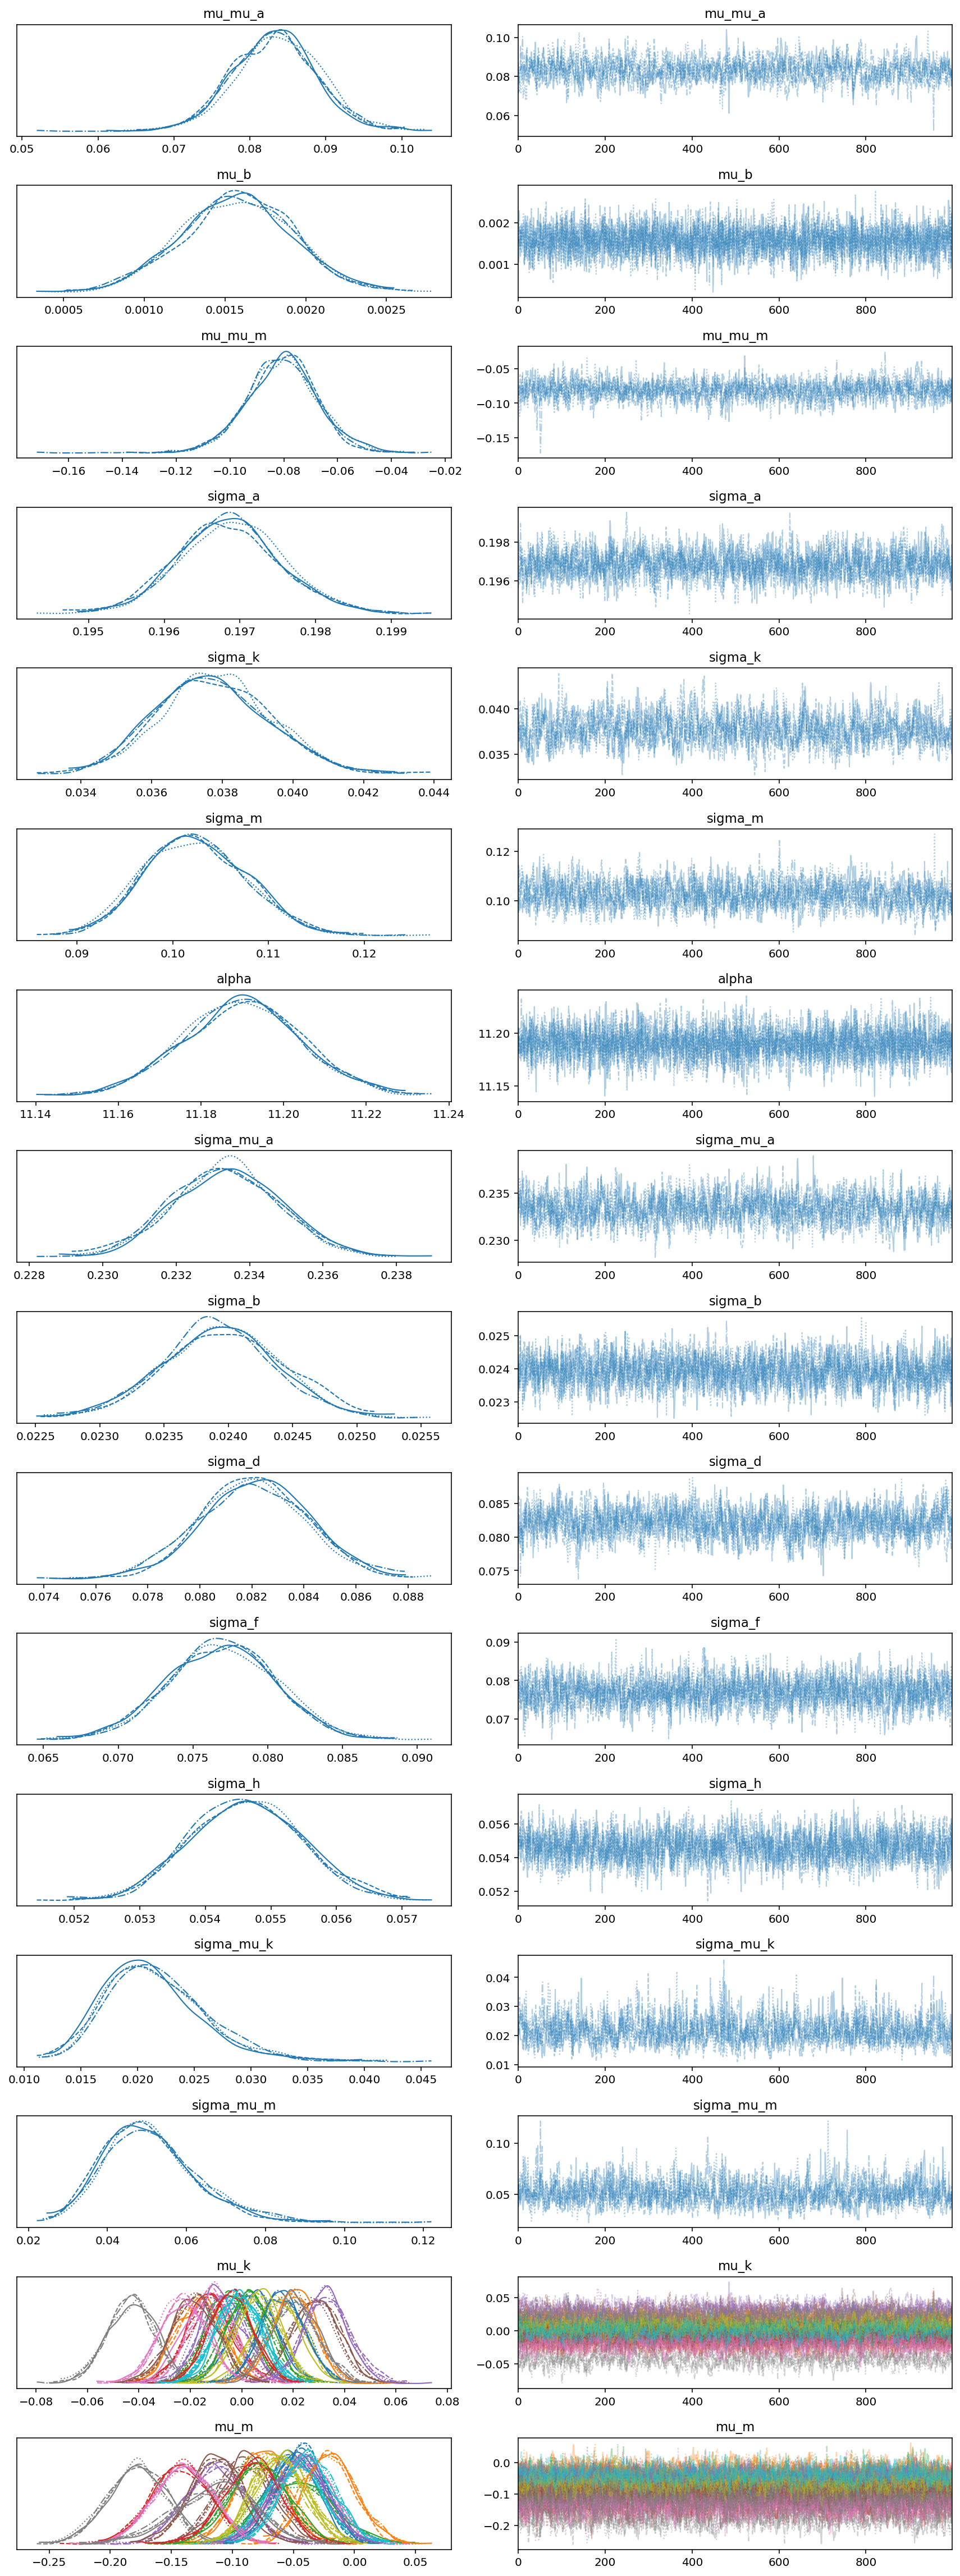 mu_mu_a mu_mu_a
0.10
0.08
0.06
0.05 0.06 0.07 0.08 0.09 0.10 0 200 400 600 800
mu_b mu_b
0.002
0.001
0.0005 0.0010 0.0015 0.0020 0.0025 0 200 400 600 800
mu_mu_m mu_mu_m
−0.05
−0.10
−0.15
−0.16 −0.14 −0.12 −0.10 −0.08 −0.06 −0.04 −0.02 0 200 400 600 800
sigma_a sigma_a
0.198
0.196
0.195 0.196 0.197 0.198 0.199 0 200 400 600 800
sigma_k sigma_k
0.040
0.035
0.034 0.036 0.038 0.040 0.042 0.044 0 200 400 600 800
sigma_m sigma_m
0.12
0.10
0.09 0.10 0.11 0.12 0 200 400 600 800
alpha alpha
11.20
11.15
11.14 11.16 11.18 11.20 11.22 11.24 0 200 400 600 800
sigma_mu_a sigma_mu_a
0.235
0.230
0.228 0.230 0.232 0.234 0.236 0.238 0 200 400 600 800
sigma_b sigma_b
0.025
0.024
0.023
0.0225 0.0230 0.0235 0.0240 0.0245 0.0250 0.0255 0 200 400 600 800
sigma_d sigma_d
0.085
0.080
0.075
0.074 0.076 0.078 0.080 0.082 0.084 0.086 0.088 0 200 400 600 800
sigma_f sigma_f
0.09
0.08
0.07
0.065 0.070 0.075 0.080 0.085 0.090 0 200 400 600 800
sigma_h sigma_h
0.056
0.054
0.052
0.052 0.053 0.054 0.055 0.056 0.057 0 200 400 600 800
sigma_mu_k sigma_mu_k
0.04
0.03
0.02
0.01
0.010 0.015 0.020 0.025 0.030 0.035 0.040 0.045 0 200 400 600 800
sigma_mu_m sigma_mu_m
0.10
0.05
0.02 0.04 0.06 0.08 0.10 0.12 0 200 400 600 800
mu_k mu_k
0.05
0.00
−0.05
−0.08 −0.06 −0.04 −0.02 0.00 0.02 0.04 0.06 0.08 0 200 400 600 800
mu_m mu_m
0.0
−0.1
−0.2
−0.25 −0.20 −0.15 −0.10 −0.05 0.00 0.05 0 200 400 600 800